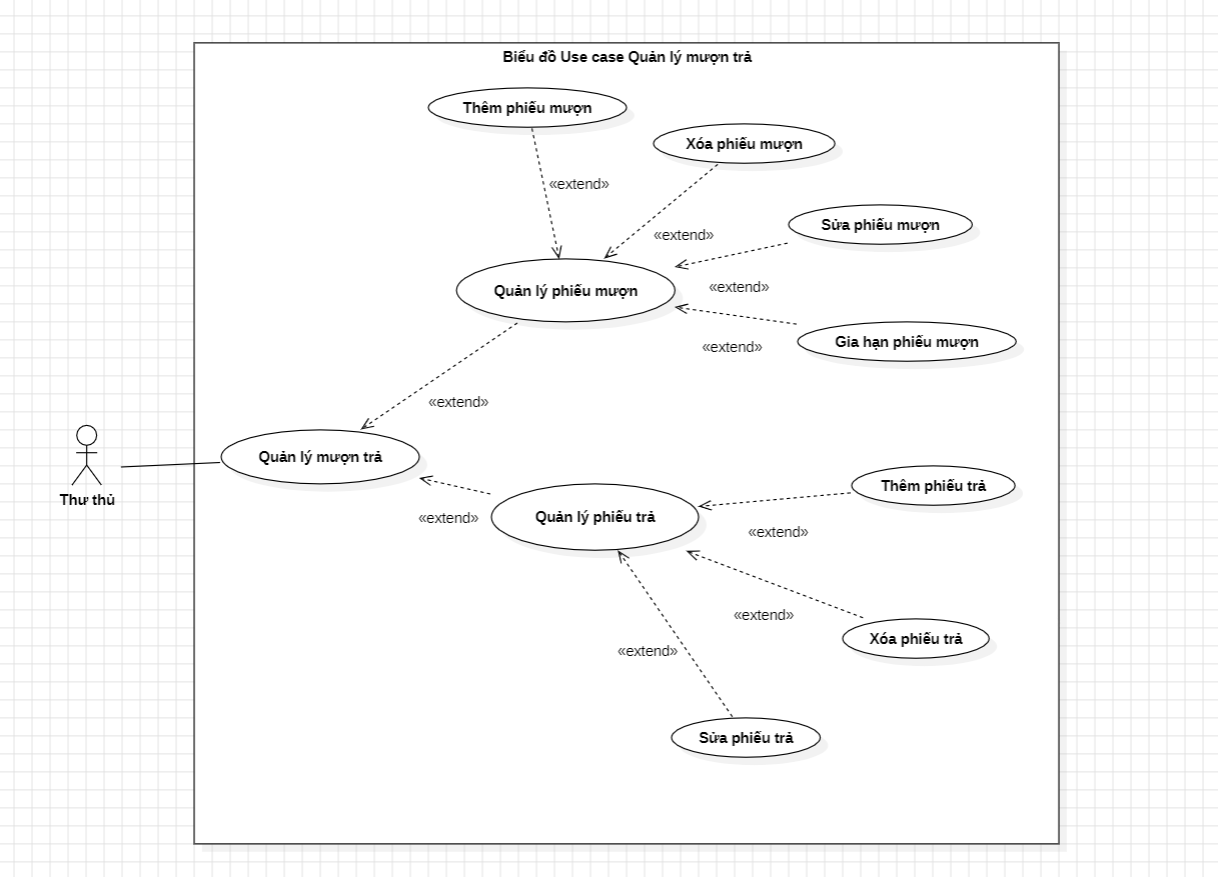 Biểu đồ Use case Quản lý mượn trả
Thêm phiếu mượn
Xóa phiếu mượn
«extend»
Sửa phiếu mượn
«extend»
«extend»
Quản lý phiếu mượn
Gia hạn phiếu mượn
«extend»
«extend»
Quản lý mượn trả
Thư thủ
Thêm phiếu trả
«extend»
Quản lý phiếu trả
«extend»
«extend»
Xóa phiếu trả
«extend»
Sửa phiếu trả